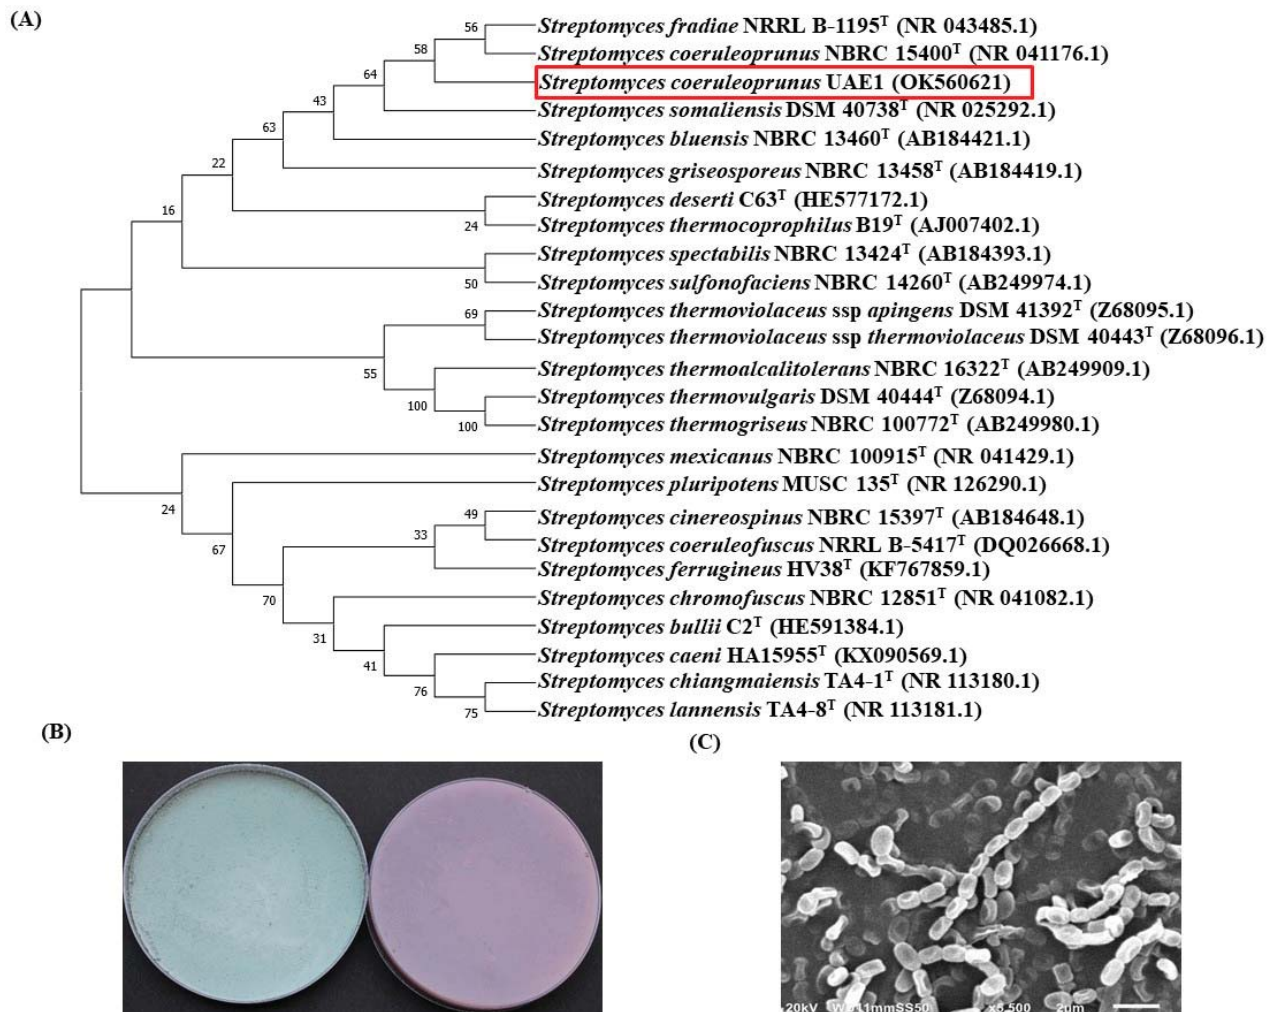 (A)
56
Streptomyces fradiae NRRL B-1195ᵀ (NR 043485.1)
58
Streptomyces coeruleoprunus NBRC 15400ᵀ (NR 041176.1)
64
Streptomyces coeruleoprunus UAE1 (OK560621)
43
Streptomyces somaliensis DSM 40738ᵀ (NR 025292.1)
63
Streptomyces bluensis NBRC 13460ᵀ (AB184421.1)
22
Streptomyces griseosporeus NBRC 13458ᵀ (AB184419.1)
Streptomyces deserti C63ᵀ (HE577172.1)
16
24
Streptomyces thermocoprophilus B19ᵀ (AJ007402.1)
Streptomyces spectabilis NBRC 13424ᵀ (AB184393.1)
50
Streptomyces sulfonofaciens NBRC 14260ᵀ (AB249974.1)
69
Streptomyces thermoviolaceus ssp apingens DSM 41392ᵀ (Z68095.1)
Streptomyces thermoviolaceus ssp thermoviolaceus DSM 40443ᵀ (Z68096.1)
55
Streptomyces thermoalcalitolerans NBRC 16322ᵀ (AB249909.1)
100
Streptomyces thermovulgaris DSM 40444ᵀ (Z68094.1)
100
Streptomyces thermogriseus NBRC 100772ᵀ (AB249980.1)
Streptomyces mexicanus NBRC 100915ᵀ (NR 041429.1)
24
Streptomyces pluripotens MUSC 135ᵀ (NR 126290.1)
49
Streptomyces cinereospinus NBRC 15397ᵀ (AB184648.1)
67
33
Streptomyces coeruleofuscus NRRL B-5417ᵀ (DQ026668.1)
Streptomyces ferrugineus HV38ᵀ (KF767859.1)
70
Streptomyces chromofuscus NBRC 12851ᵀ (NR 041082.1)
31
Streptomyces bullii C2ᵀ (HE591384.1)
41
Streptomyces caeni HA15955ᵀ (KX090569.1)
76
Streptomyces chiangmaiensis TA4-1ᵀ (NR 113180.1)
75
Streptomyces lannensis TA4-8ᵀ (NR 113181.1)
(B)
(C)
20kV 11mmSS50 x5,500 2µm